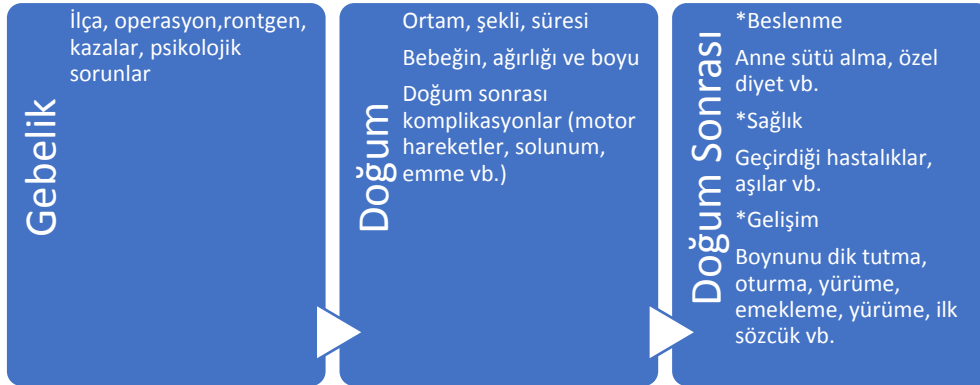 Gebelik
İlça, operasyon,rontgen,
kazalar, psikolojik
sorunlar
Doğum
Ortam, şekli, süresi
Bebeğin, ağırlığı ve boyu
Doğum sonrası
komplikasyonlar (motor
hareketler, solunum,
emme vb.)
Doğum Sonrası
*Beslenme
Anne sütü alma, özel
diyet vb.
*Sağlık
Geçirdiği hastalıklar,
aşılar vb.
*Gelişim
Boynunu dik tutma,
oturma, yürüme,
emekleme, yürüme, ilk
sözcük vb.